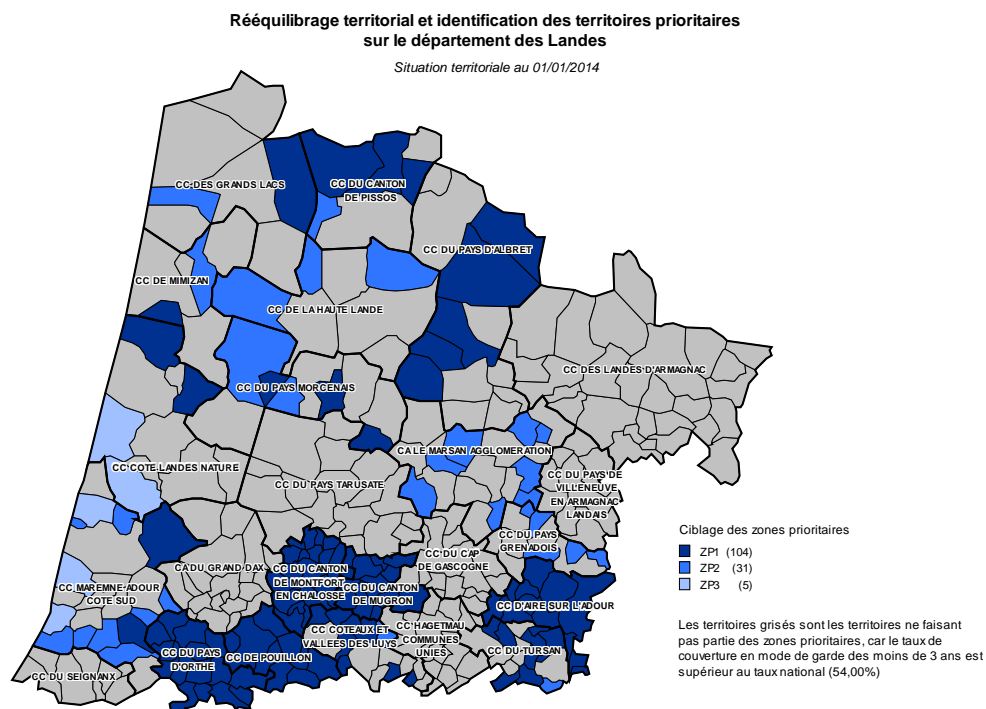 Rééquilibrage territorial et identification des territoires prioritaires
sur le département des Landes
Situation territoriale au 01/01/2014
CC DES GRANDS LACS
CC DU CANTON
DE PISSOS
CC DU PAYS D'ALBRET
CC DE MIMIZAN
CC DE LA HAUTE LANDE
CC DES LANDES D'ARMAGNAC
CC DU PAYS MORCENAIS
CA LE MARSAN AGGLOMERATION
CC COTE LANDES NATURE
CC DU PAYS TARUSATE
CC DU PAYS DE
VILLENEUVE
EN ARMAGNAC
LANDAIS
CC DU PAYS
GRENADOIS
CC DU CAP
DE GASCOGNE
CA DU GRAND DAX
CC DU CANTON
DE MONTFORT
EN CHALOSSE
CC DU CANTON
DE MUGRON
CC MAREMNE ADOUR
COTE SUD
CC D'AIRE SUR L'ADOUR
CC COTEAUX ET
VALLEES DES LUYS
CC HAGETMAU
COMMUNES
UNIES
CC DU TURSAN
CC DU PAYS
D'ORTHE
CC DE POUILLON
CC DU SEIGNANX
Ciblage des zones prioritaires
ZP1 (104)
ZP2 (31)
ZP3 (5)
Les territoires grisés sont les territoires ne faisant
pas partie des zones prioritaires, car le taux de
couverture en mode de garde des moins de 3 ans est
supérieur au taux national (54,00%)